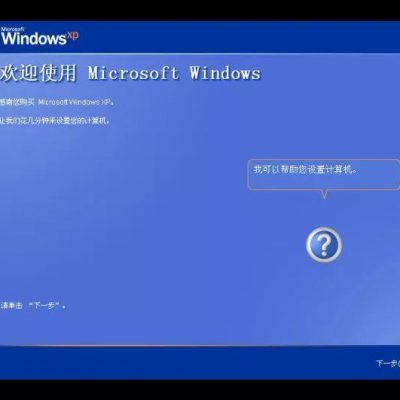 Microsoft
Windows xp
欢迎使用 Microsoft Windows
感谢您购买 Microsoft Windows XP。
让我们花几分钟来设置您的计算机。
我可以帮助您设置计算机。
?
请单击 “下一步”。
下一步(